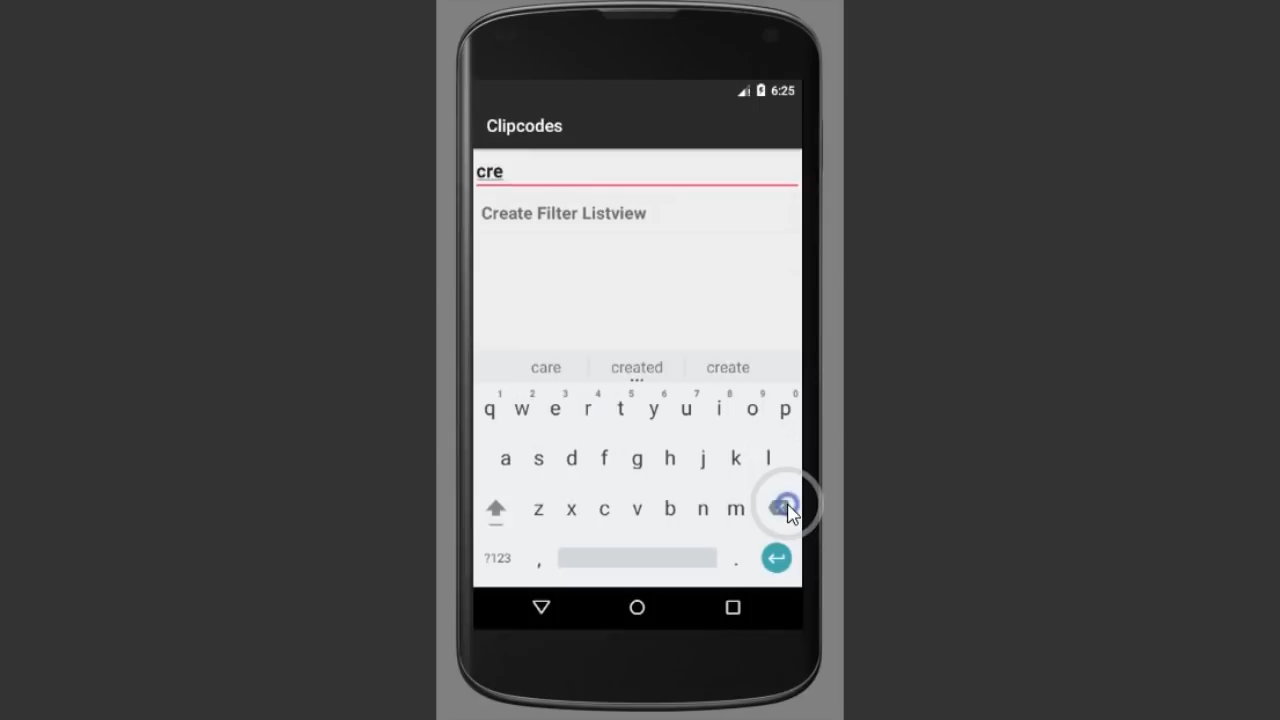 6:25
Clipcodes
cre
Create Filter Listview
care created create
...
1 2 3 4 5 6 7 8 9 0
q w e r t y u i o p
a s d f g h j k l
z x c v b n m
?123 , .